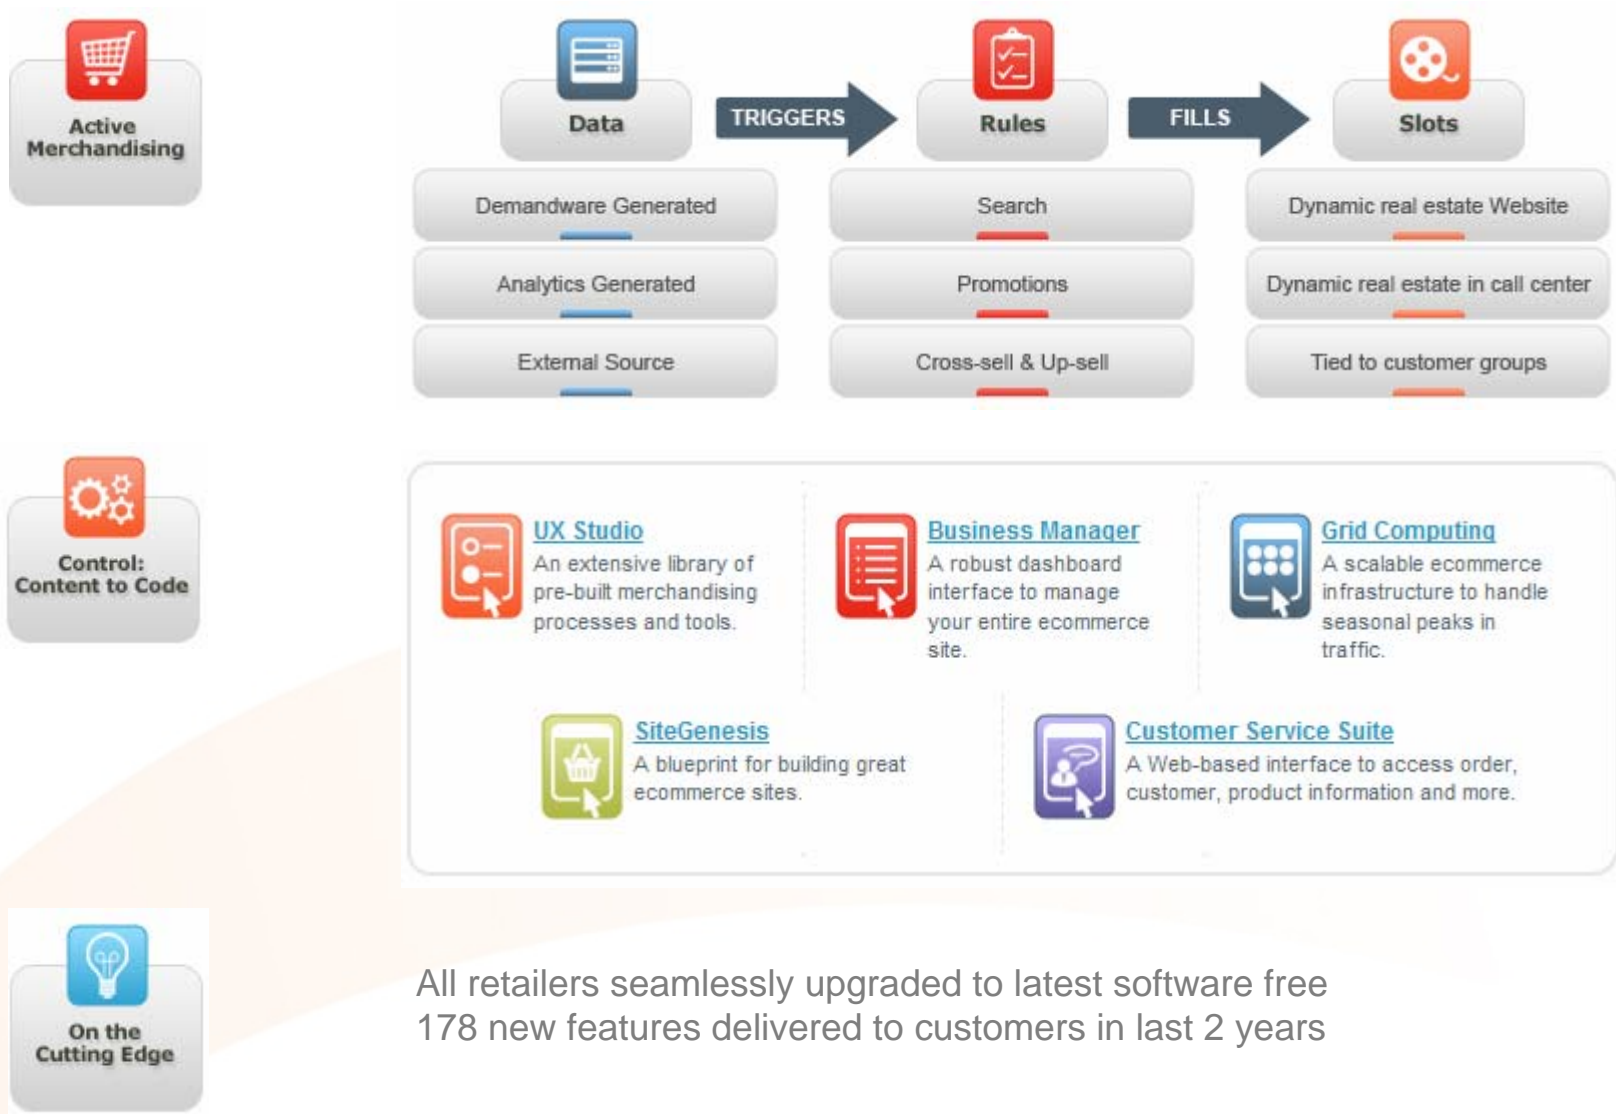 Active
Merchandising
Data
TRIGGERS
Rules
FILLS
Slots
Demandware Generated
Search
Dynamic real estate Website
Analytics Generated
Promotions
Dynamic real estate in call center
External Source
Cross-sell & Up-sell
Tied to customer groups
Control:
Content to Code
UX Studio
An extensive library of
pre-built merchandising
processes and tools.
Business Manager
A robust dashboard
interface to manage
your entire ecommerce
site.
Grid Computing
A scalable ecommerce
infrastructure to handle
seasonal peaks in
traffic.
SiteGenesis
A blueprint for building great
ecommerce sites.
Customer Service Suite
A Web-based interface to access order,
customer, product information and more.
On the
Cutting Edge
All retailers seamlessly upgraded to latest software free
178 new features delivered to customers in last 2 years